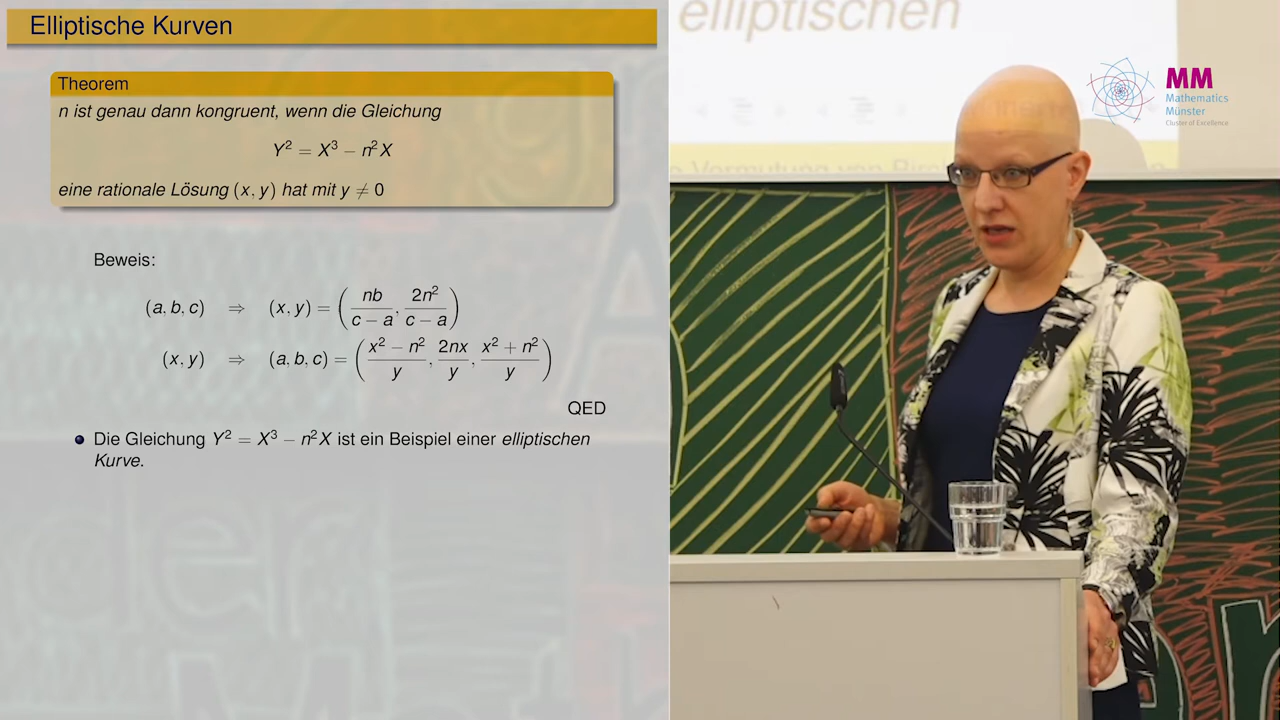 Elliptische Kurven
Theorem
n ist genau dann kongruent, wenn die Gleichung
Y² = X³ − n²X
eine rationale Lösung (x, y) hat mit y ≠ 0
Beweis:
(a, b, c) ⇒ (x, y) = (nb/(c − a), 2n²/(c − a))
(x, y) ⇒ (a, b, c) = ((x² − n²)/y, 2nx/y, (x² + n²)/y)
QED
Die Gleichung Y² = X³ − n²X ist ein Beispiel einer elliptischen
Kurve.
elliptischen
MM
Mathematics
Münster
Cluster of Excellence
Vermutung von